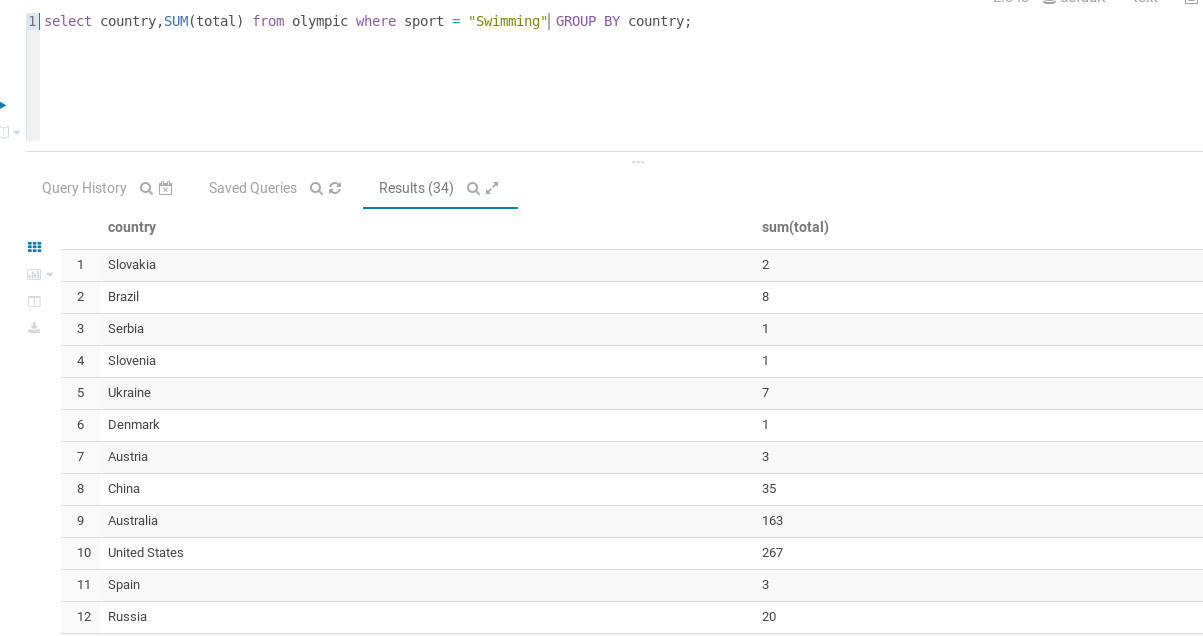 1 select country,SUM(total) from olympic where sport = "Swimming" GROUP BY country;
Query History Saved Queries Results (34)
country sum(total)
1 Slovakia 2
2 Brazil 8
3 Serbia 1
4 Slovenia 1
5 Ukraine 7
6 Denmark 1
7 Austria 3
8 China 35
9 Australia 163
10 United States 267
11 Spain 3
12 Russia 20